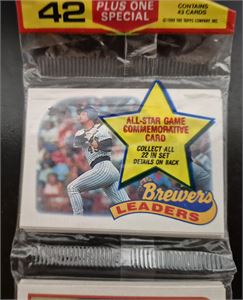 42
PLUS ONE
SPECIAL
CONTAINS
43 CARDS
ALL-STAR GAME
COMMEMORATIVE
CARD
COLLECT ALL
22 IN SET
DETAILS ON BACK
Brewers
LEADERS